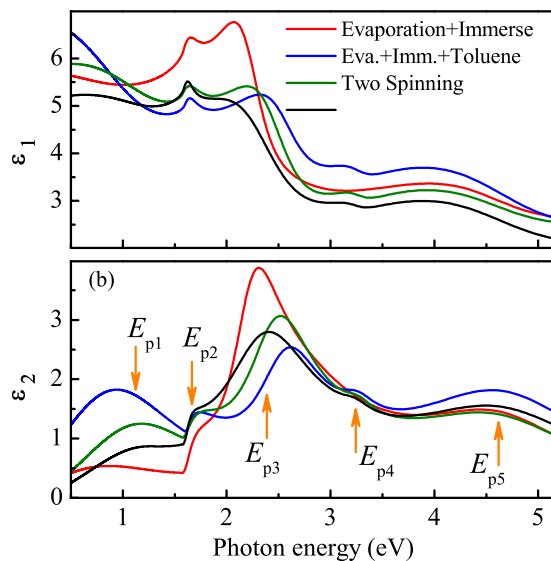 Evaporation+Immerse
Eva.+Imm.+Toluene
Two Spinning
6
5
4
3
ε1
(b)
3
2
1
0
ε2
Ep1
Ep2
Ep3
Ep4
Ep5
1
2
3
4
5
Photon energy (eV)